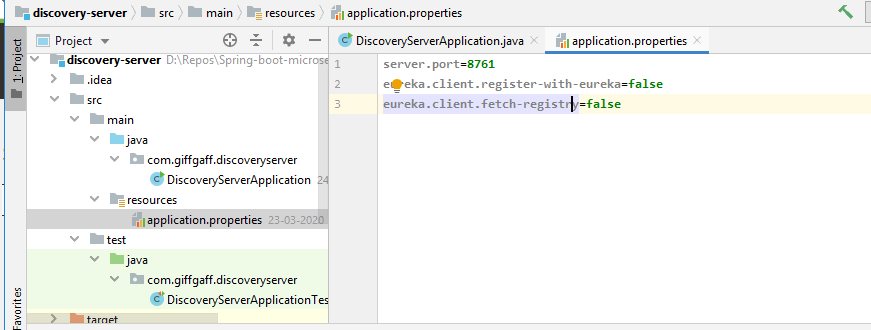 discovery-server src main resources application.properties
1: Project
Project
DiscoveryServerApplication.java application.properties
discovery-server D:\Repos\Spring-boot-microse
.idea
src
main
java
com.giffgaff.discoveryserver
DiscoveryServerApplication 24
resources
application.properties 23-03-2020
test
java
com.giffgaff.discoveryserver
DiscoveryServerApplicationTes
target
Favorites
1 server.port=8761
2 eureka.client.register-with-eureka=false
3 eureka.client.fetch-registry=false